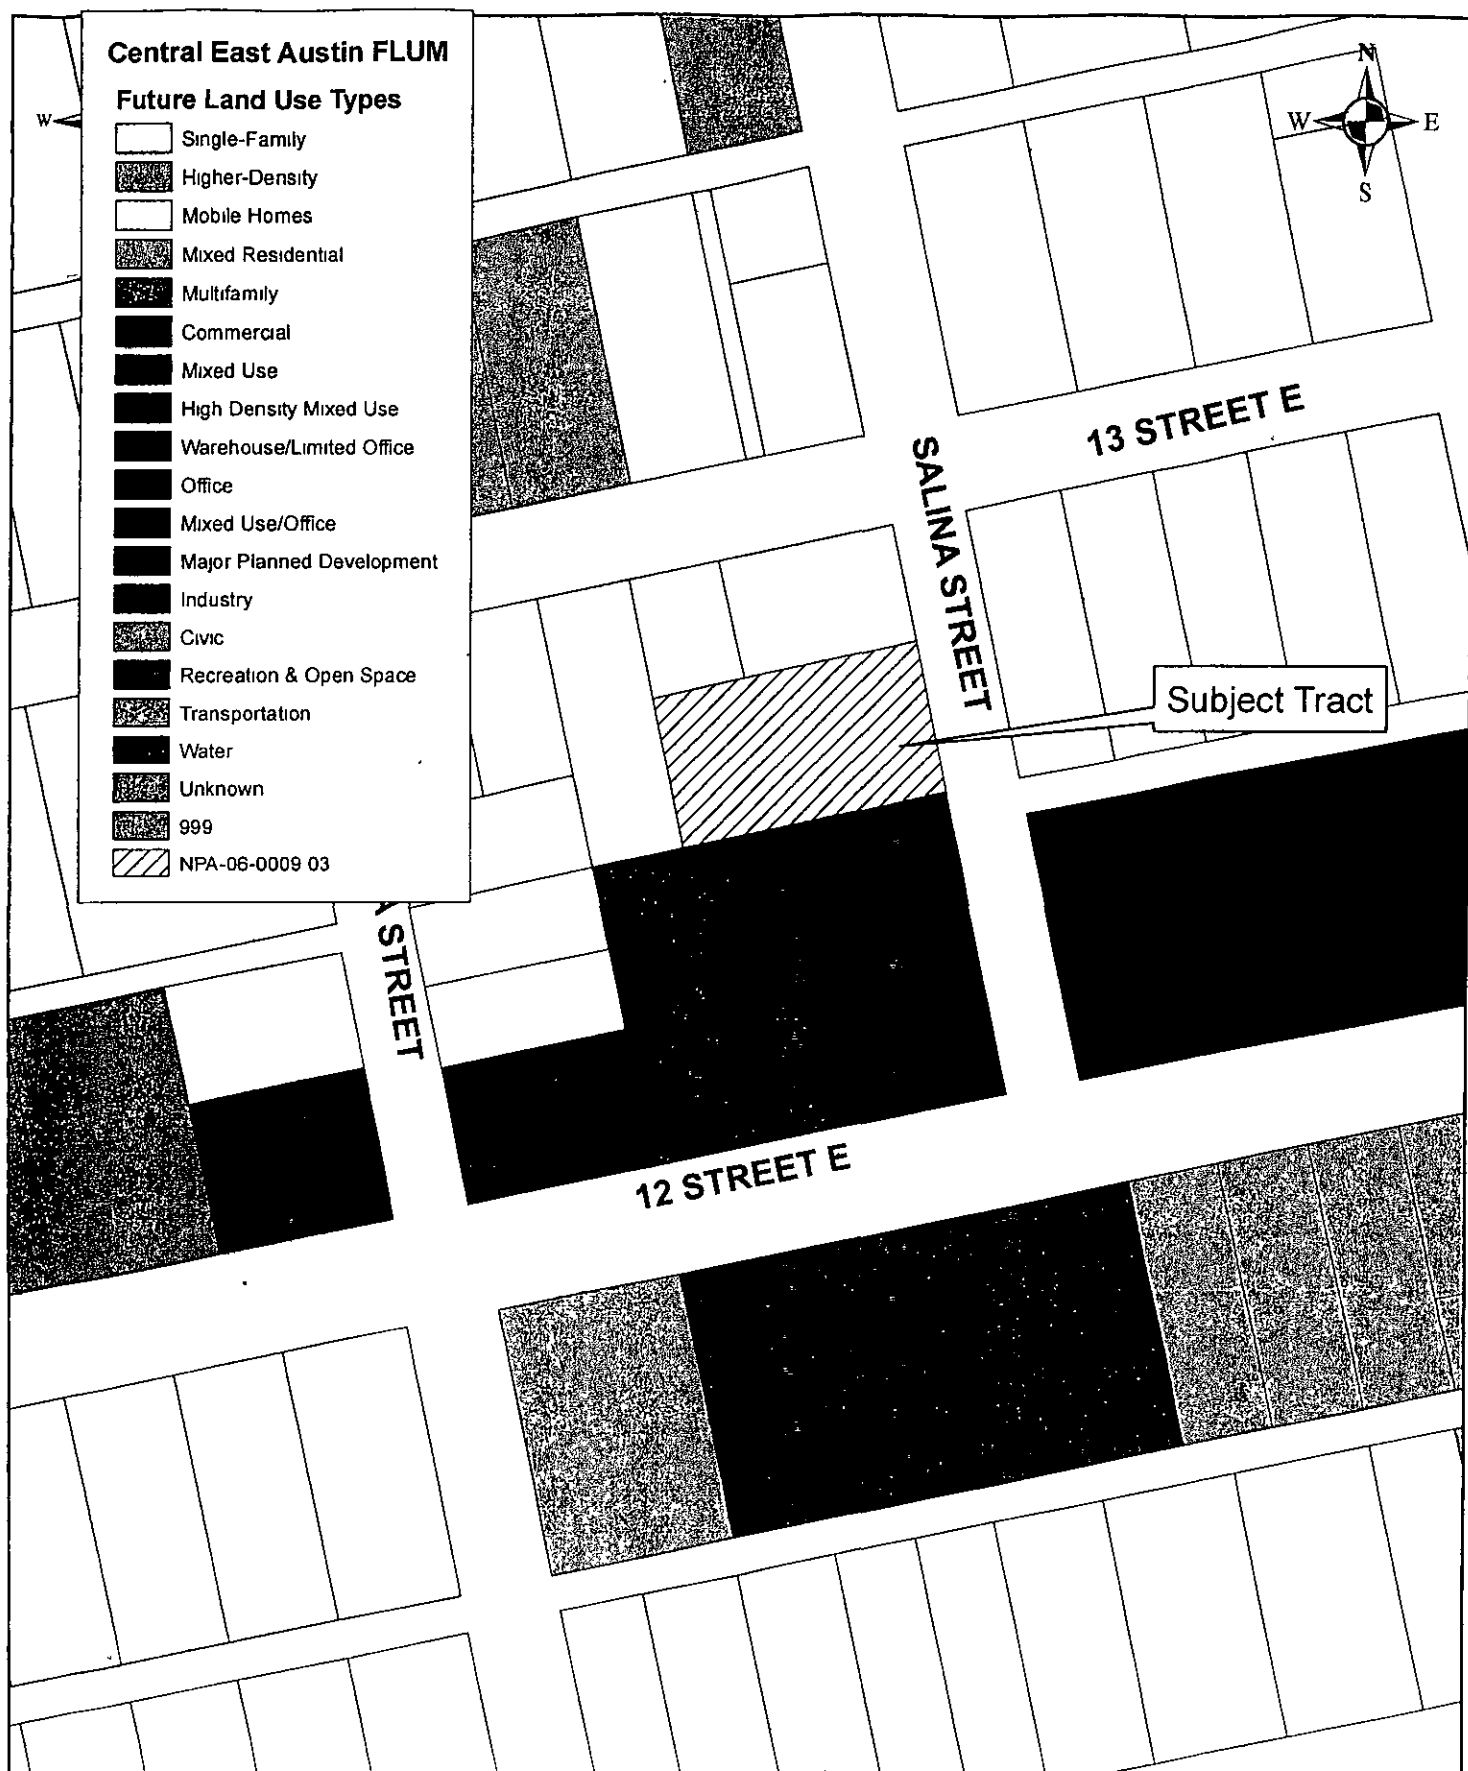 Central East Austin FLUM
Future Land Use Types
Single-Family
Higher-Density
Mobile Homes
Mixed Residential
Multifamily
Commercial
Mixed Use
High Density Mixed Use
Warehouse/Limited Office
Office
Mixed Use/Office
Major Planned Development
Industry
Civic
Recreation & Open Space
Transportation
Water
Unknown
999
NPA-06-0009 03
W
N
W
E
S
13 STREET E
SALINA STREET
Subject Tract
A STREET
12 STREET E